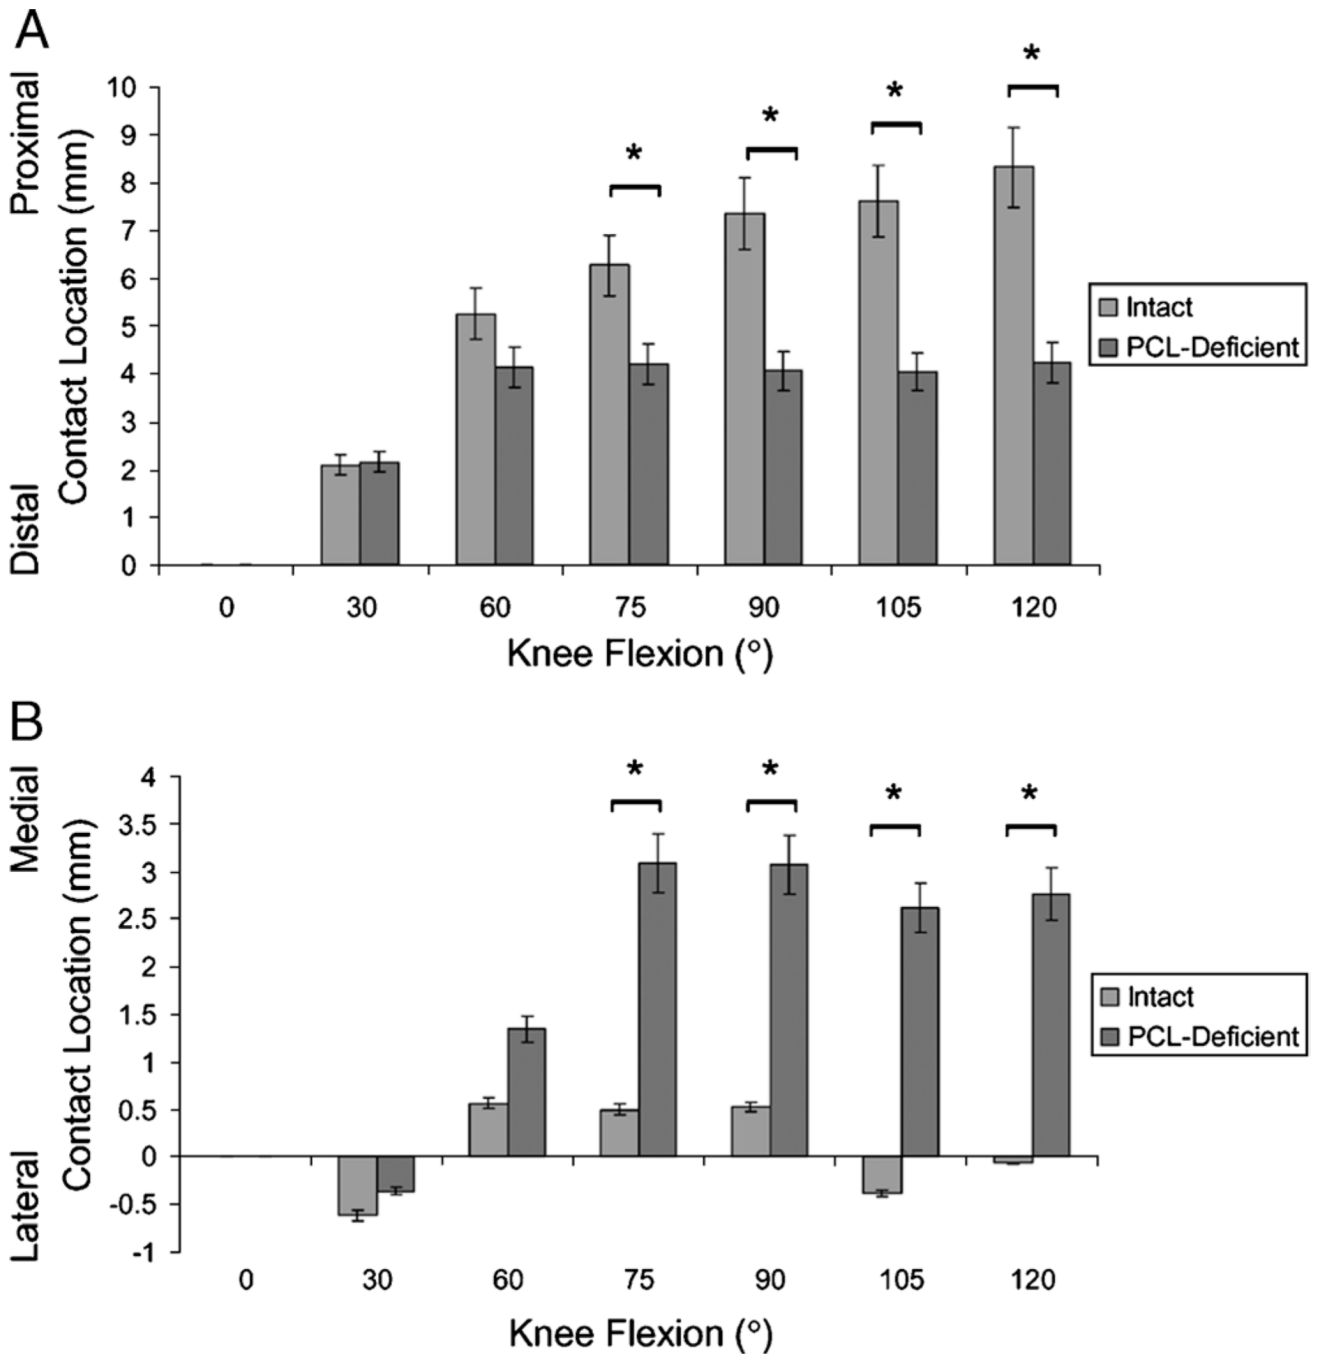 A
Proximal
Distal
Contact Location (mm)
10
9
8
7
6
5
4
3
2
1
0
*
*
*
*
Intact
PCL-Deficient
0 30 60 75 90 105 120
Knee Flexion (°)
B
Medial
Lateral
Contact Location (mm)
4
3.5
3
2.5
2
1.5
1
0.5
0
-0.5
-1
*
*
*
*
Intact
PCL-Deficient
0 30 60 75 90 105 120
Knee Flexion (°)